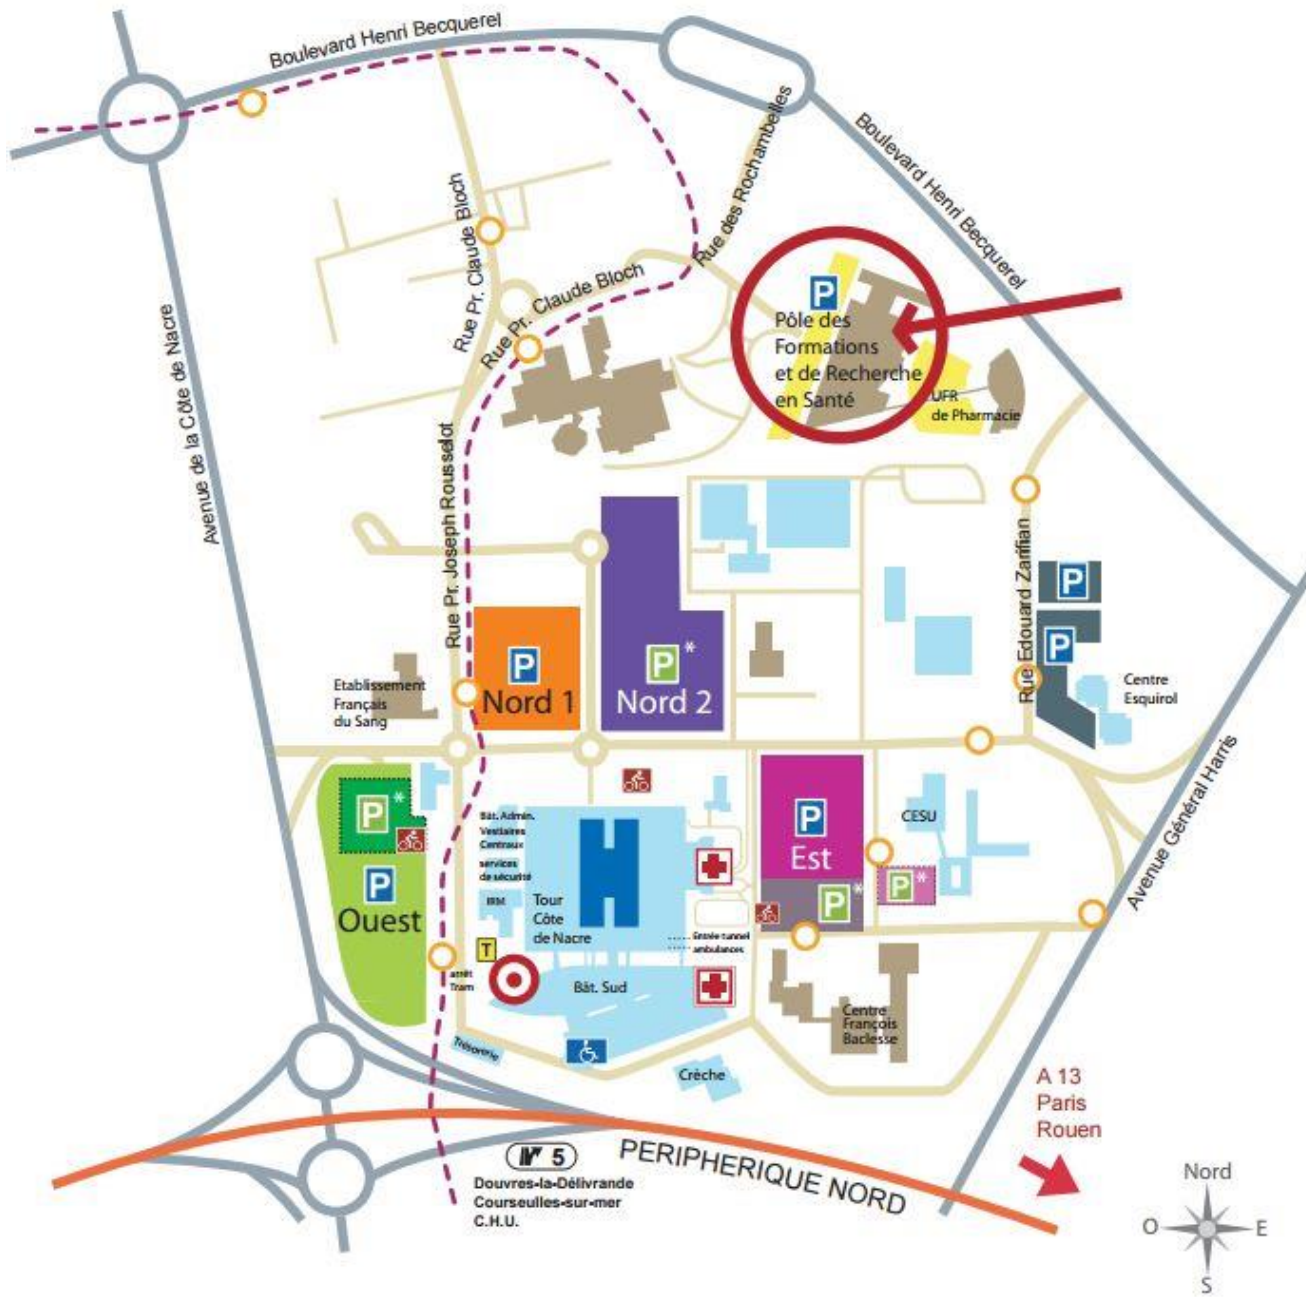 Boulevard Henri Becquerel
Boulevard Henri Becquerel
Rue des Rochambelles
Rue Pr. Claude Bloch
Rue Pr. Claude Bloch
Avenue de la Côte de Nacre
P
Pôle des
Formations
et de Recherche
en Santé
UFR
de Pharmacie
Rue Pr. Joseph Rousselot
Rue Edouard Zarifian
P
P
P
Nord 1
P *
Nord 2
Etablissement
Français
du Sang
Centre
Esquirol
Avenue Général Harris
P *
P
Ouest
Bât. Admin.
Vestiaires
Centraux
services
de sécurité
IRM
Tour
Côte
de Nacre
P
Est
P *
CESU
P *
Entrée tunnel
ambulances
T
arrêt
Tram
Bât. Sud
Centre
François
Baclesse
Trésorerie
Crèche
A 13
Paris
Rouen
5
Douvres-la-Délivrande
Courseulles-sur-mer
C.H.U.
PERIPHERIQUE NORD
Nord
O
E
S